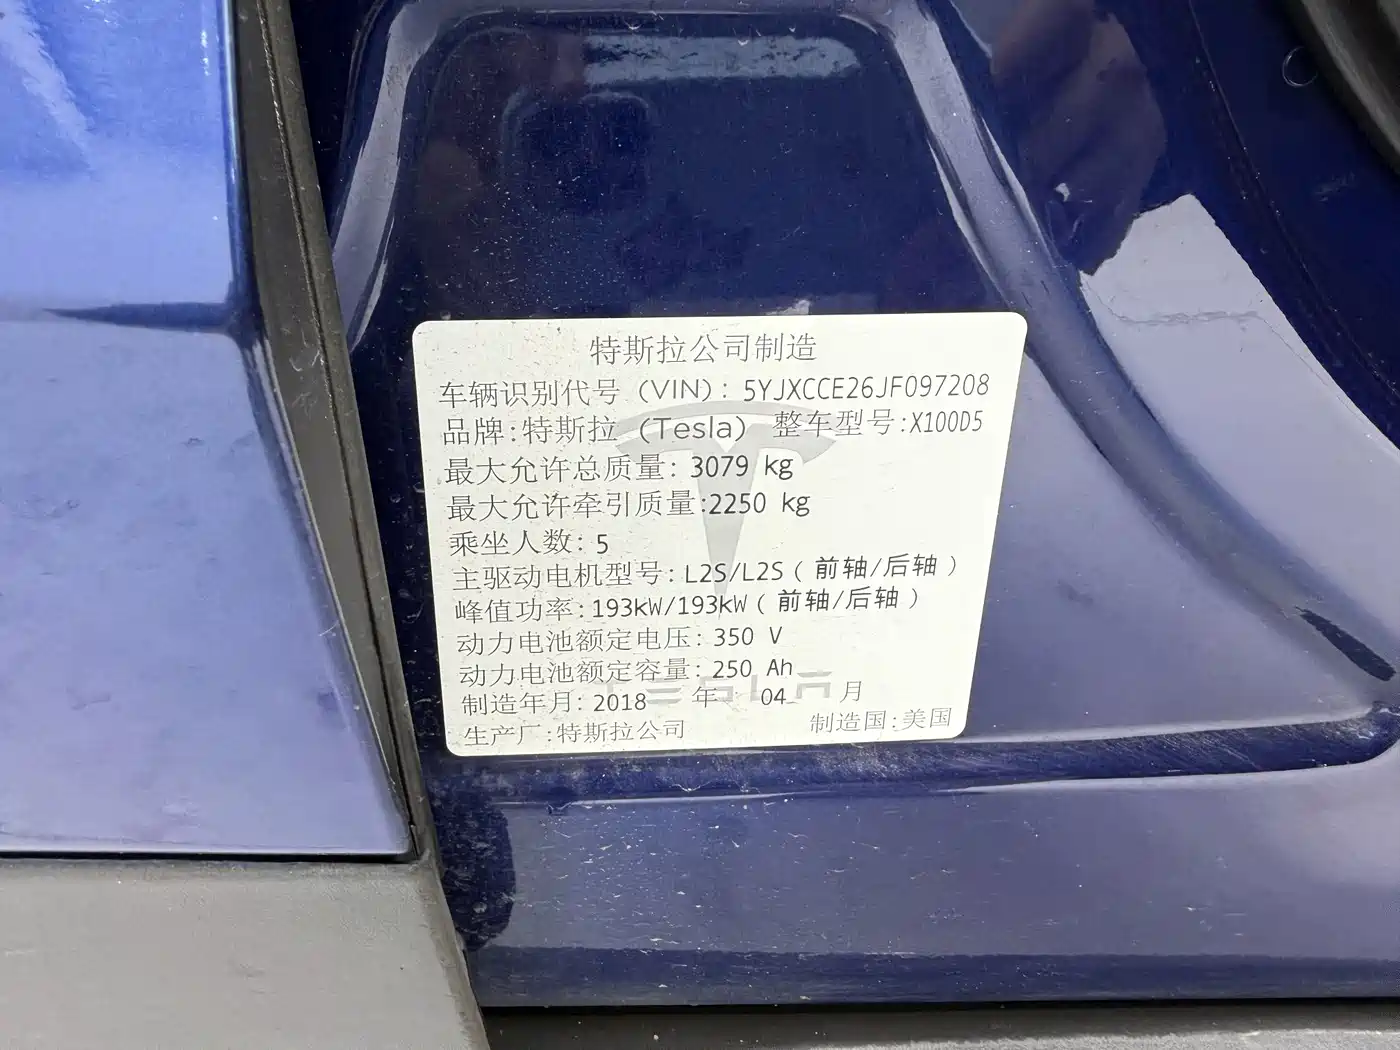 特斯拉公司制造
车辆识别代号（VIN）：5YJXCCE26JF097208
品牌:特斯拉（Tesla） 整车型号:X100D5
最大允许总质量: 3079 kg
最大允许牵引质量:2250 kg
乘坐人数: 5
主驱动电机型号: L2S/L2S（前轴/后轴）
峰值功率: 193kW/193kW（前轴/后轴）
动力电池额定电压: 350 V
动力电池额定容量: 250 Ah
TESLA
制造年月: 2018 年 04 月
生产厂:特斯拉公司 制造国:美国